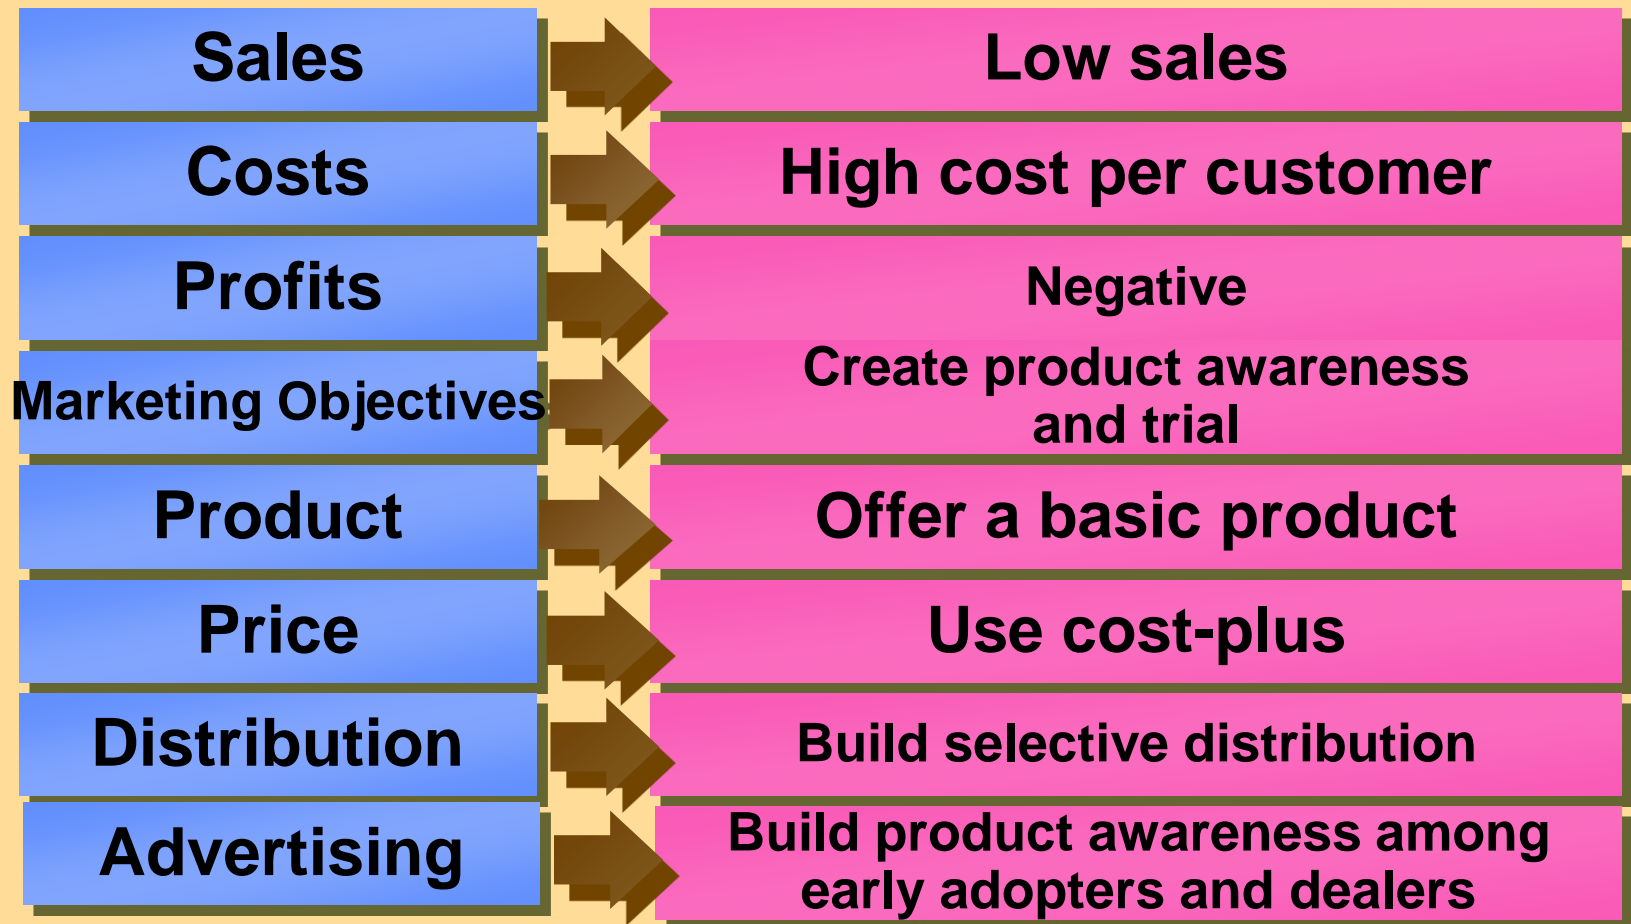 Sales
Low sales
Costs
High cost per customer
Profits
Negative
Marketing Objectives
Create product awareness
and trial
Product
Offer a basic product
Price
Use cost-plus
Distribution
Build selective distribution
Advertising
Build product awareness among
early adopters and dealers